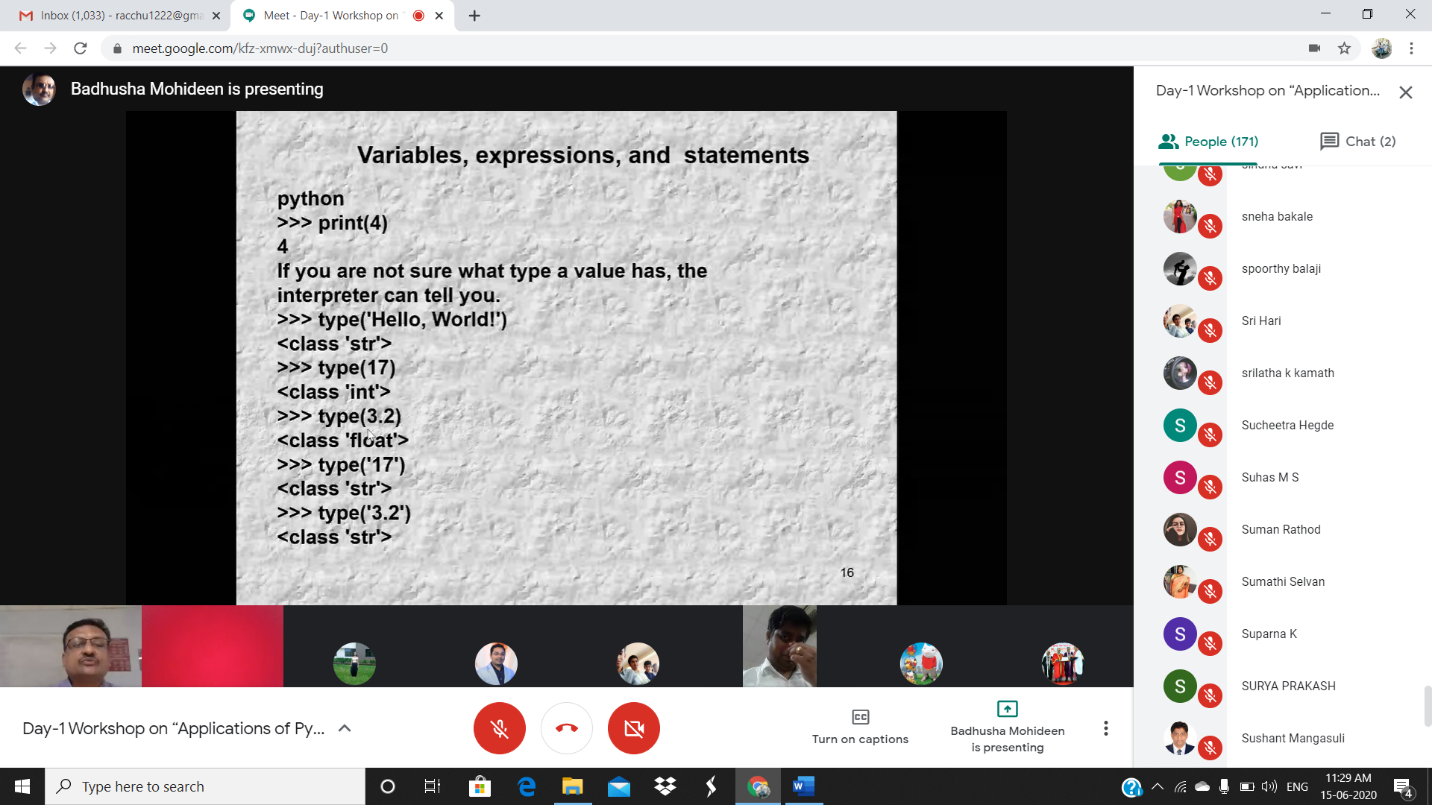 Inbox (1,033) - racchu1222@gma
Meet - Day-1 Workshop on "
meet.google.com/kfz-xmwx-duj?authuser=0
Badhusha Mohideen is presenting
Day-1 Workshop on “Application...
People (171)
Chat (2)
Variables, expressions, and statements
python
>>> print(4)
4
If you are not sure what type a value has, the
interpreter can tell you.
>>> type('Hello, World!')
<class 'str'>
>>> type(17)
<class 'int'>
>>> type(3.2)
<class 'float'>
>>> type('17')
<class 'str'>
>>> type('3.2')
<class 'str'>
16
sneha bakale
spoorthy balaji
Sri Hari
srilatha k kamath
S
Sucheetra Hegde
S
Suhas M S
Suman Rathod
Sumathi Selvan
S
Suparna K
S
SURYA PRAKASH
Sushant Mangasuli
Day-1 Workshop on “Applications of Py...
Turn on captions
Badhusha Mohideen
is presenting
Type here to search
ENG
11:29 AM
15-06-2020
4